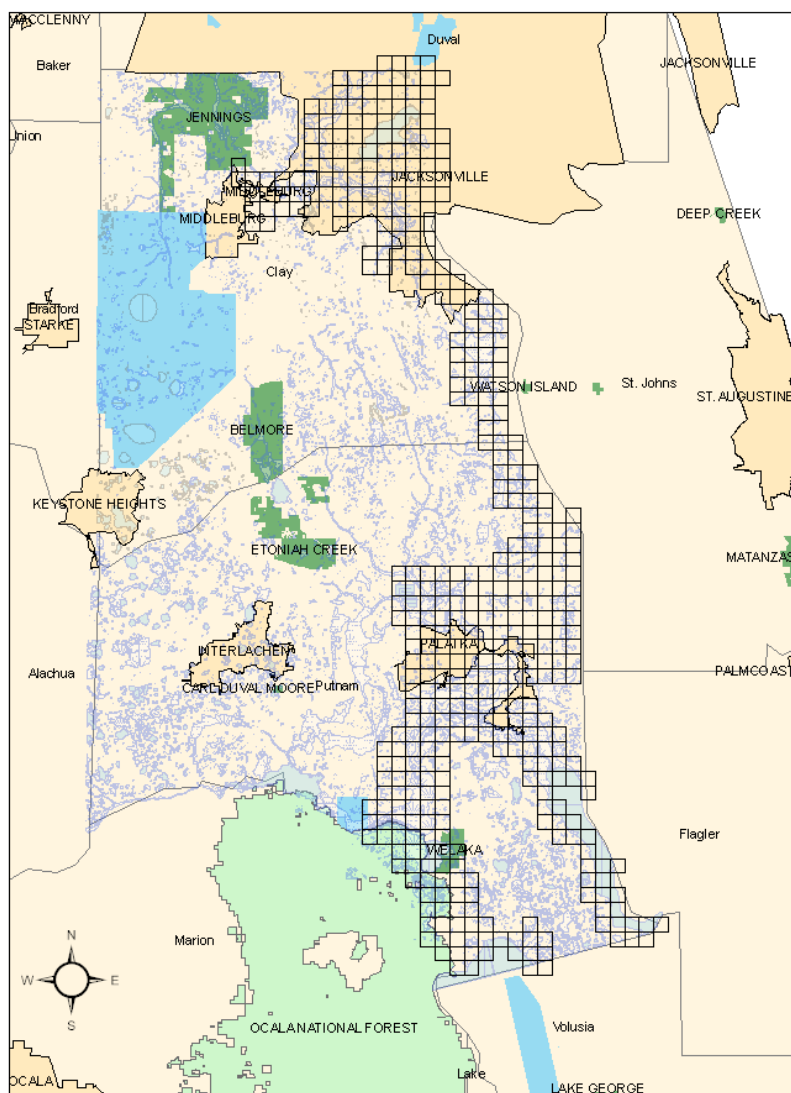 MACCLENNY
Duval
Baker
JACKSONVILLE
JENNINGS
Union
JACKSONVILLE
MIDDLEBURG
MIDDLEBURG
DEEP CREEK
Clay
Bradford
STARKE
WATSON ISLAND
St. Johns
ST. AUGUSTINE
BELMORE
KEYSTONE HEIGHTS
ETONIAH CREEK
MATANZAS
PALATKA
INTERLACHEN
Alachua
CARL DUVAL MOORE
Putnam
PALM COAST
Flagler
WELAKA
Marion
N
W
E
S
OCALA NATIONAL FOREST
Volusia
Lake
OCALA
LAKE GEORGE